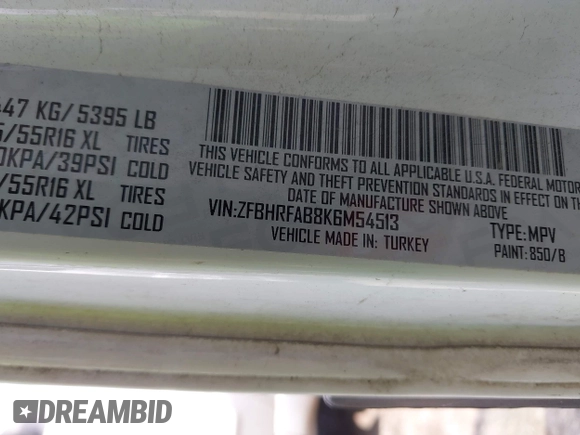 47 KG/ 5395 LB
/55R16 XL TIRES
KPA/39PSI COLD
/55R16 XL TIRES
KPA/42PSI COLD
THIS VEHICLE CONFORMS TO ALL APPLICABLE U.S.A. FEDERAL MOTOR
VEHICLE SAFETY AND THEFT PREVENTION STANDARDS IN EFFECT ON TH
DATE OF MANUFACTURE SHOWN ABOVE
VIN:ZFBHRFAB8K6M54513 TYPE: MPV
VEHICLE MADE IN: TURKEY PAINT: 850/B
DREAMBID